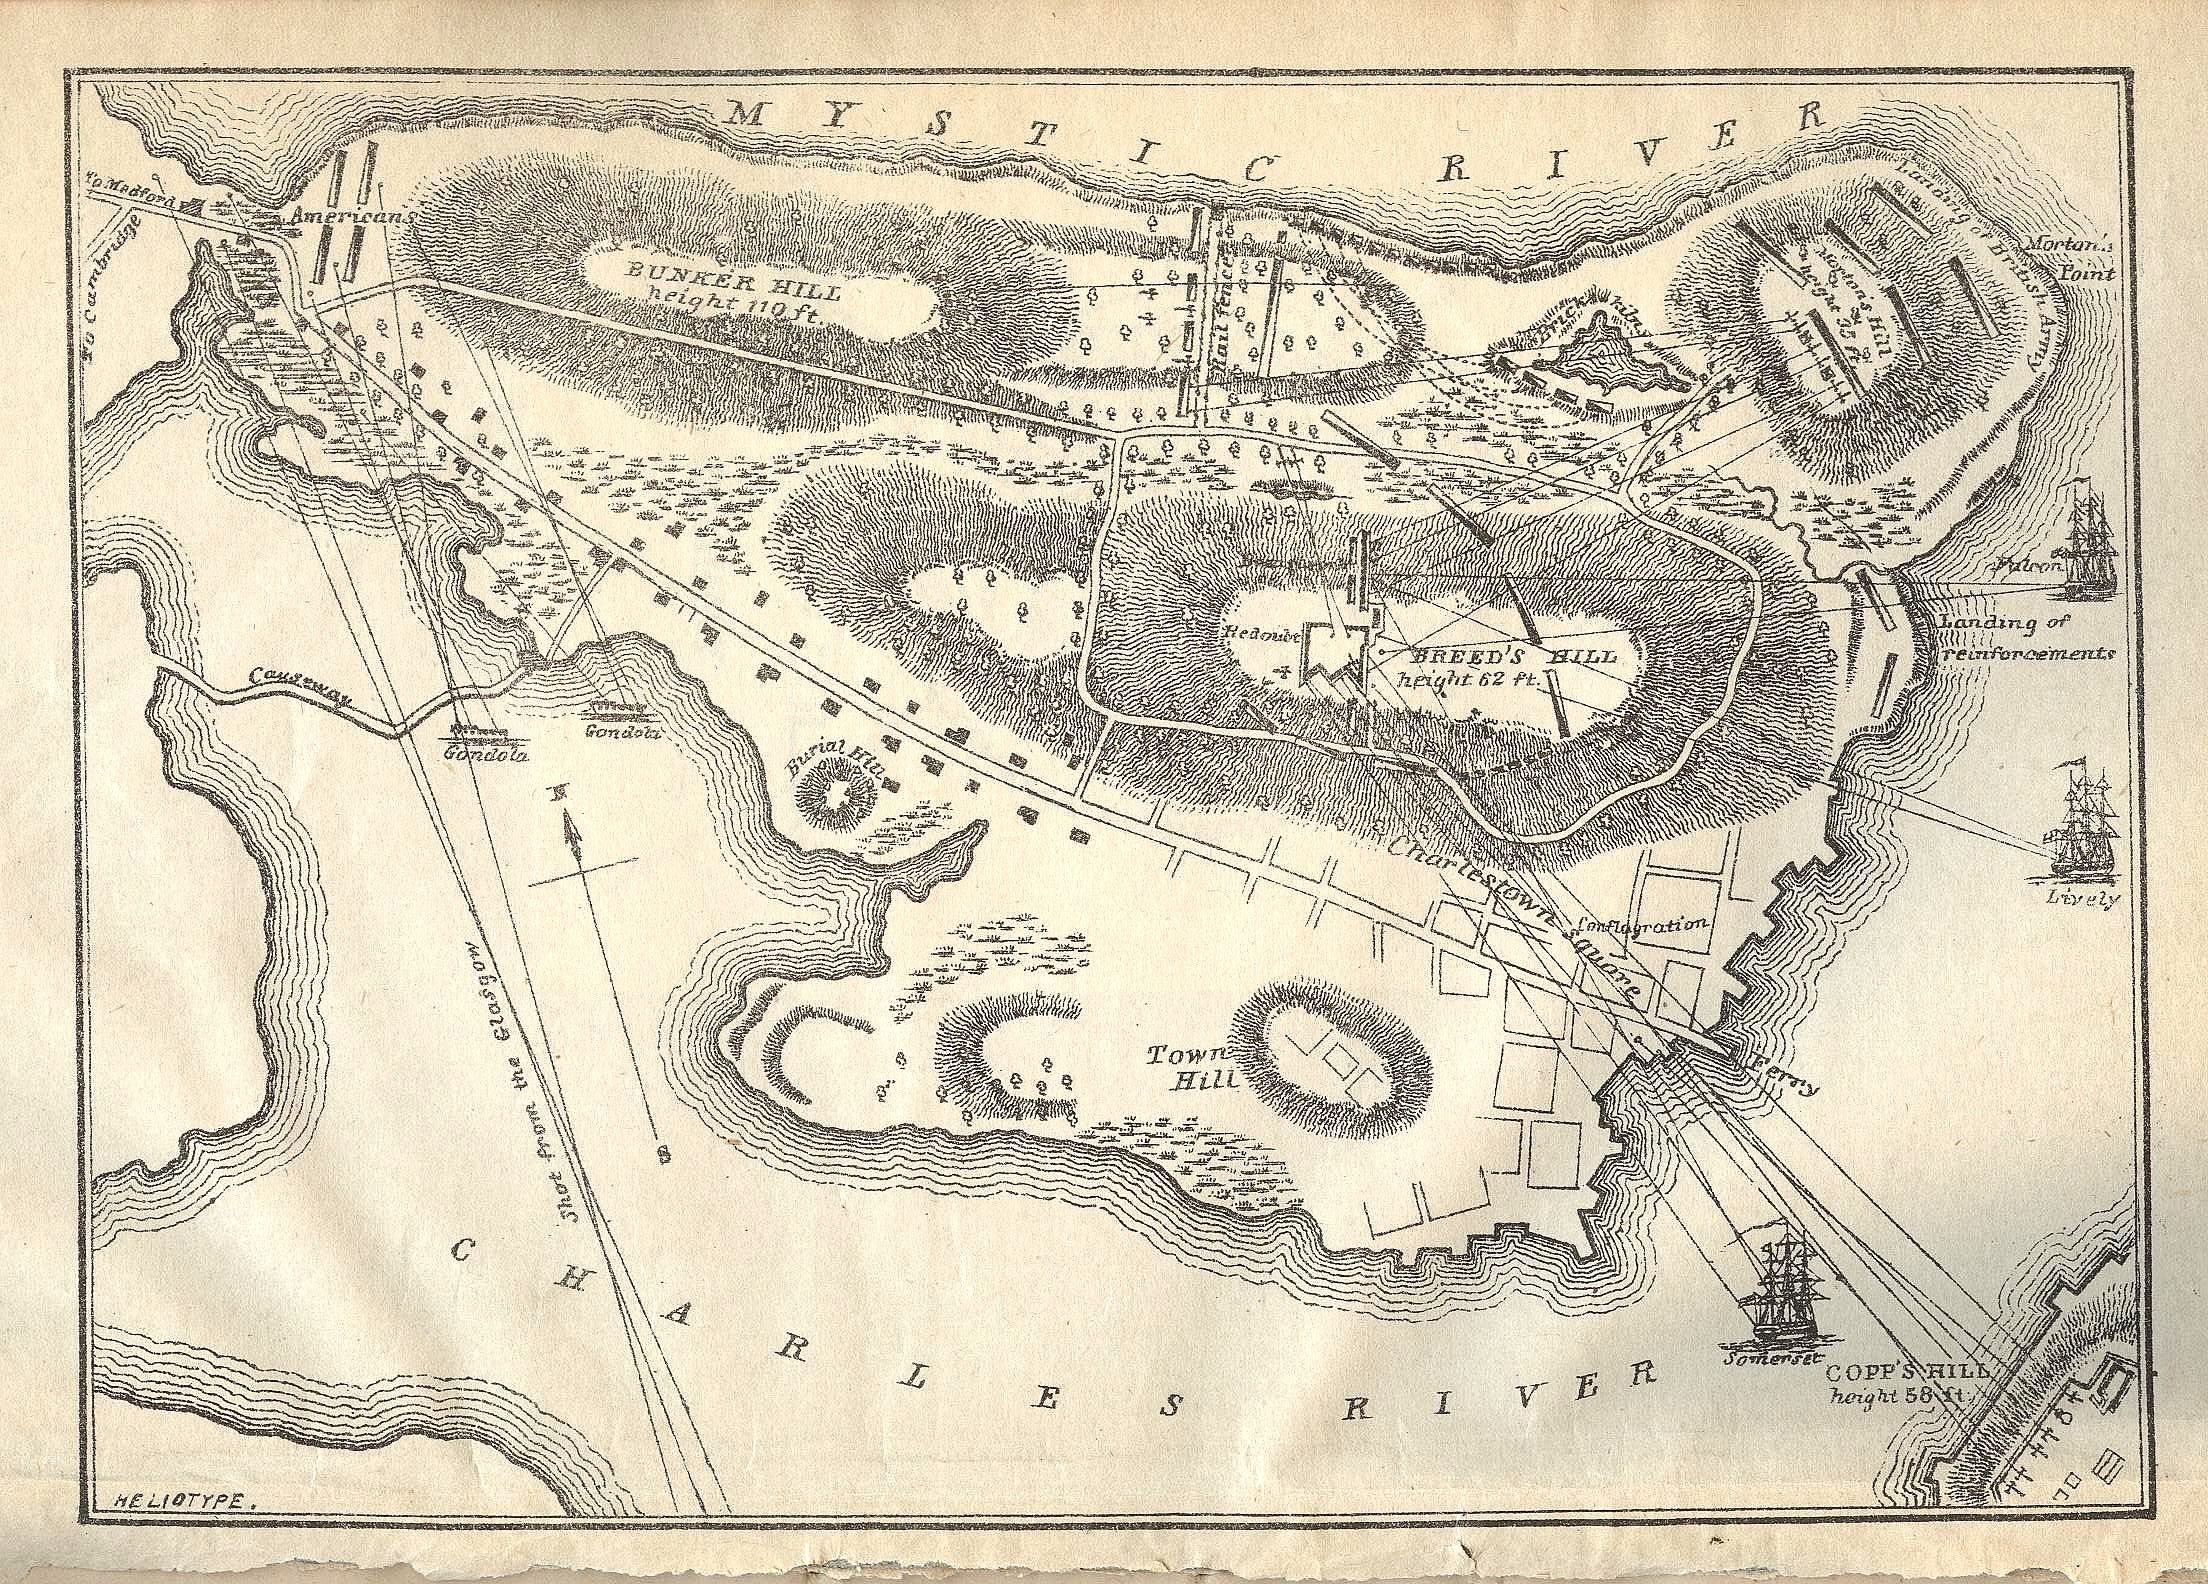 MYSTIC RIVER
To Medford
Americans
To Cambridge
BUNKER HILL
height 110 ft.
Rail fence
Brick kiln
Landing of British Army
Morton's
Point
Morton's Hill
height 35 ft.
Falcon
Landing of
reinforcements
Redoubt
BREED'S HILL
height 62 ft.
Causeway
Gondola
Gondola
Burial Hill
Lively
Charlestown
Square
Conflagration
Shot from the Glasgow
S
Town
Hill
Ferry
Somerset
COPP'S HILL
height 58 ft.
CHARLES RIVER
HELIOTYPE.